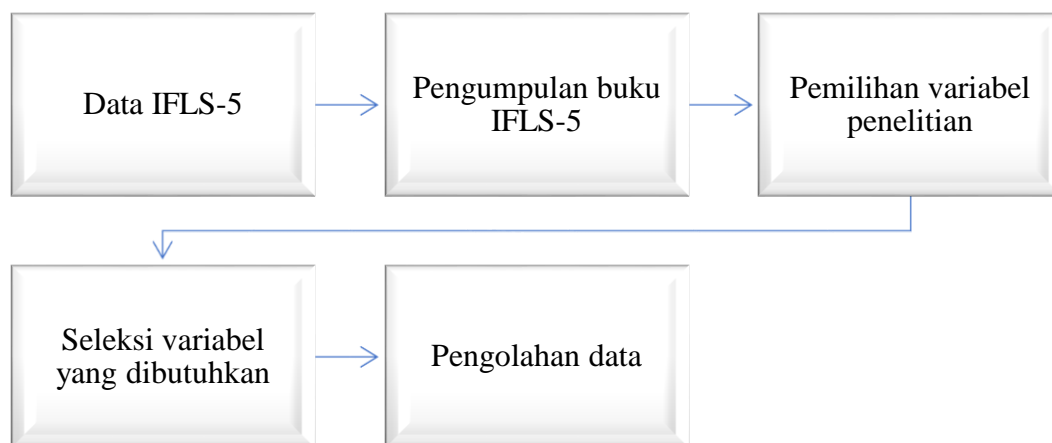 Data IFLS-5
Pengumpulan buku
IFLS-5
Pemilihan variabel
penelitian
Seleksi variabel
yang dibutuhkan
Pengolahan data